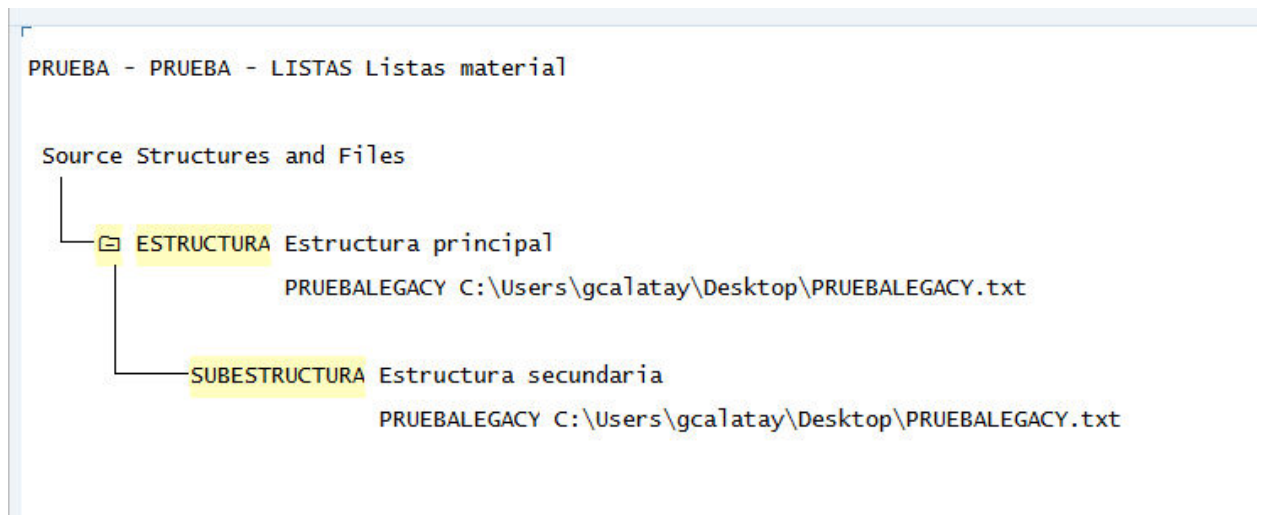 PRUEBA - PRUEBA - LISTAS Listas material
Source Structures and Files
ESTRUCTURA Estructura principal
PRUEBALEGACY C:\Users\gcalatay\Desktop\PRUEBALEGACY.txt
SUBESTRUCTURA Estructura secundaria
PRUEBALEGACY C:\Users\gcalatay\Desktop\PRUEBALEGACY.txt